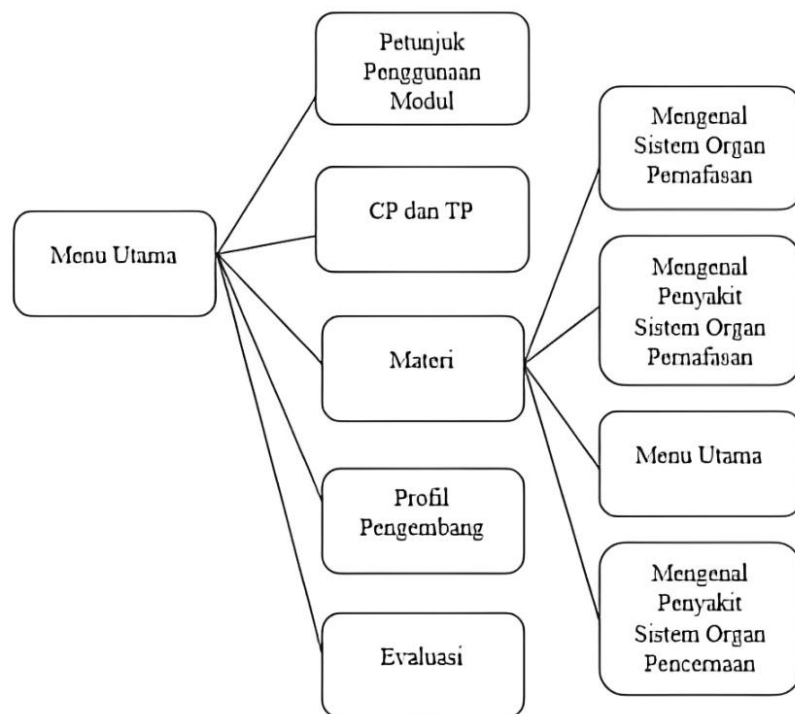 Menu Utama
Petunjuk
Penggunaan
Modul
CP dan TP
Materi
Profil
Pengembang
Evaluasi
Mengenal
Sistem Organ
Pernafasan
Mengenal
Penyakit
Sistem Organ
Pernafasan
Menu Utama
Mengenal
Penyakit
Sistem Organ
Pencernaan